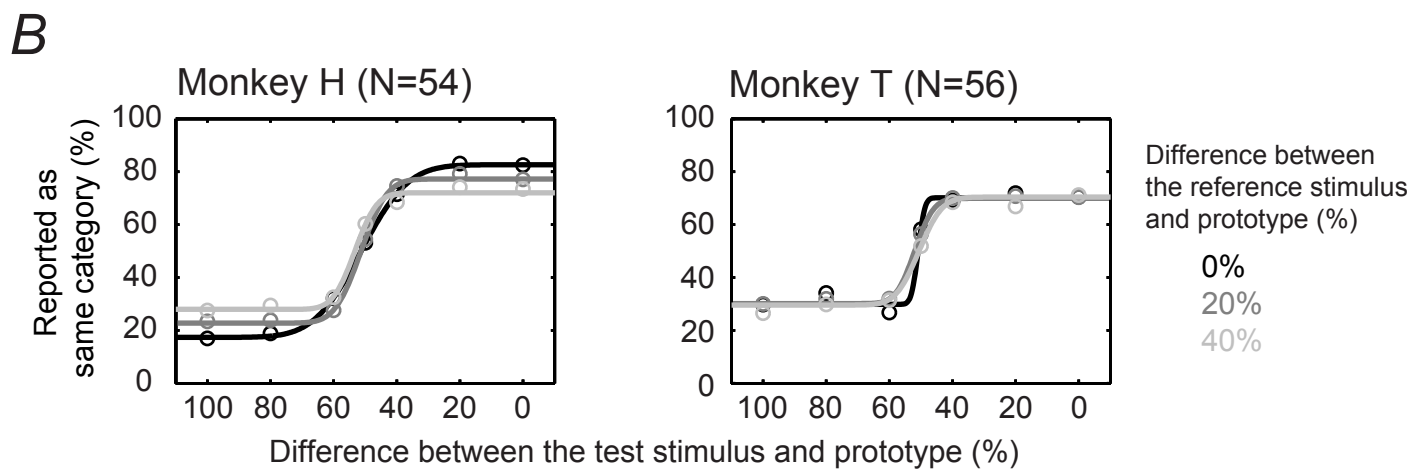 B
Monkey H (N=54)
Monkey T (N=56)
Reported as
same category (%)
100
80
60
40
20
0
100 80 60 40 20 0
100
80
60
40
20
0
100 80 60 40 20 0
Difference between the test stimulus and prototype (%)
Difference between
the reference stimulus
and prototype (%)
0%
20%
40%